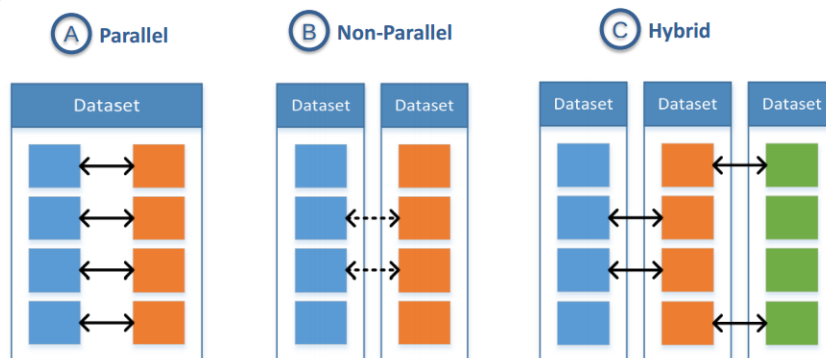 A Parallel
B Non-Parallel
C Hybrid
Dataset
Dataset
Dataset
Dataset
Dataset
Dataset